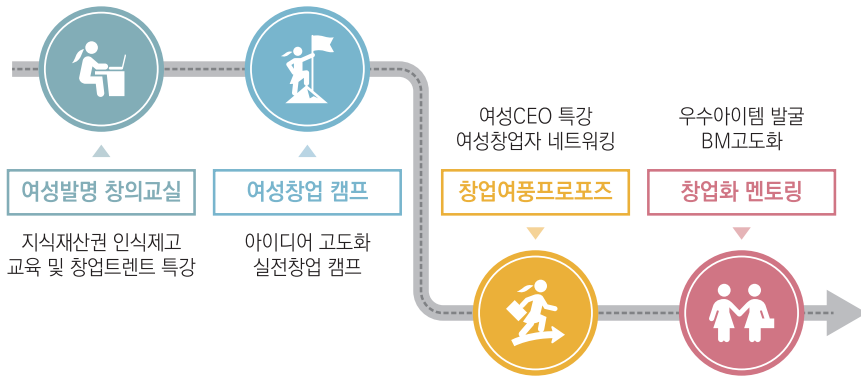 여성발명 창의교실
지식재산권 인식제고
교육 및 창업트렌트 특강
여성창업 캠프
아이디어 고도화
실전창업 캠프
여성CEO 특강
여성창업자 네트워킹
창업여풍프로포즈
우수아이템 발굴
BM고도화
창업화 멘토링